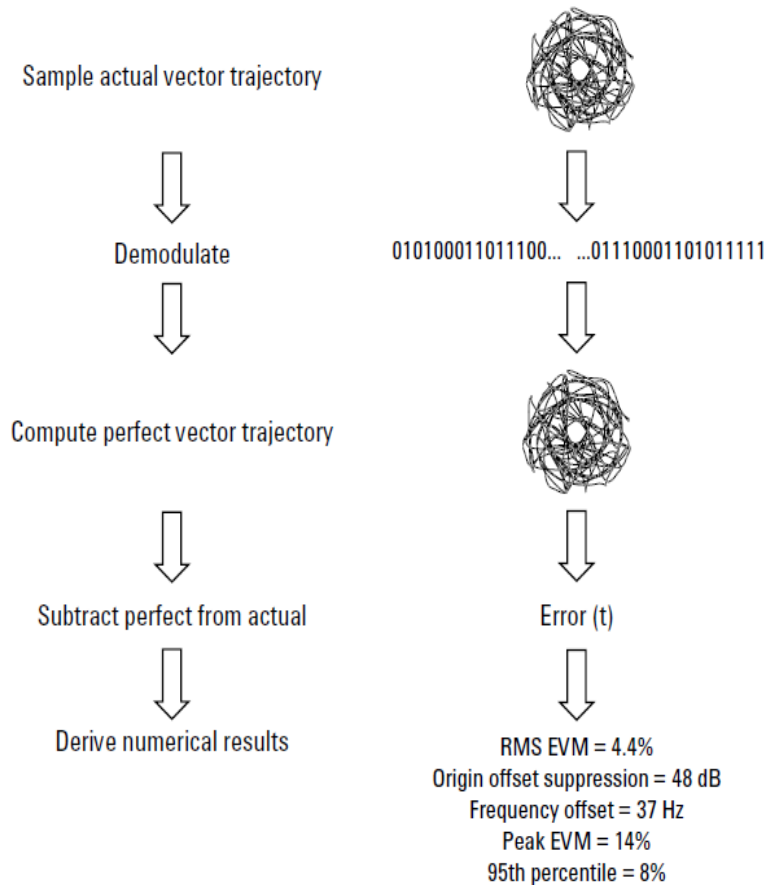 Sample actual vector trajectory
Demodulate
010100011011100... ...01110001101011111
Compute perfect vector trajectory
Subtract perfect from actual
Error (t)
Derive numerical results
RMS EVM = 4.4%
Origin offset suppression = 48 dB
Frequency offset = 37 Hz
Peak EVM = 14%
95th percentile = 8%